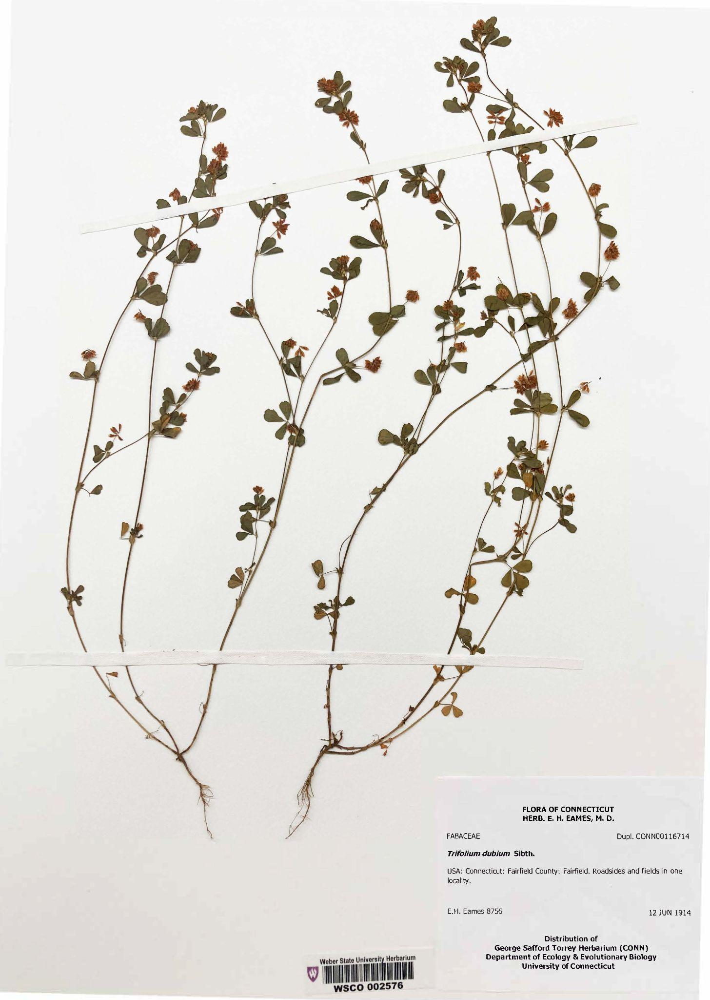 FLORA OF CONNECTICUT
HERB. E. H. EAMES, M. D.
FABACEAE Dupl. CONN00116714
Trifolium dubium Sibth.
USA: Connecticut: Fairfield County: Fairfield. Roadsides and fields in one
locality.
E.H. Eames 8756 12 JUN 1914
Distribution of
George Safford Torrey Herbarium (CONN)
Department of Ecology & Evolutionary Biology
University of Connecticut
Weber State University Herbarium
W
WSCO 002576